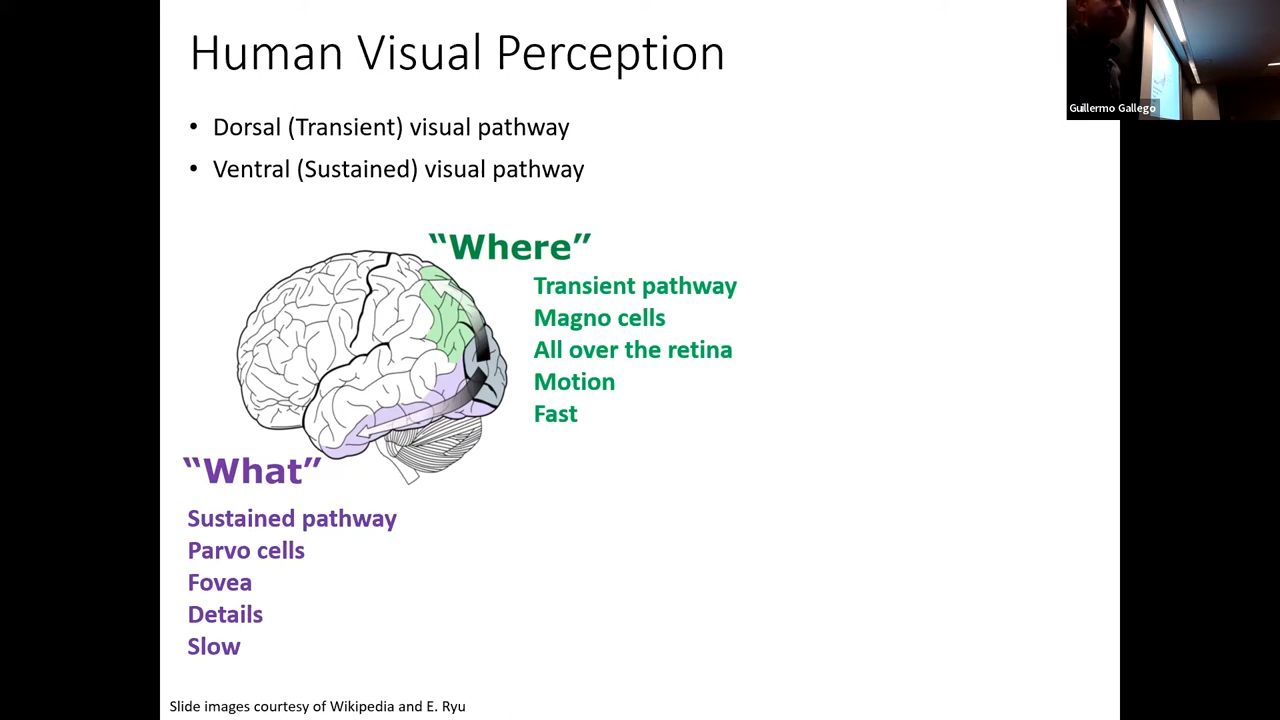 Human Visual Perception
Guillermo Gallego
• Dorsal (Transient) visual pathway
• Ventral (Sustained) visual pathway
“Where”
Transient pathway
Magno cells
All over the retina
Motion
Fast
“What”
Sustained pathway
Parvo cells
Fovea
Details
Slow
Slide images courtesy of Wikipedia and E. Ryu